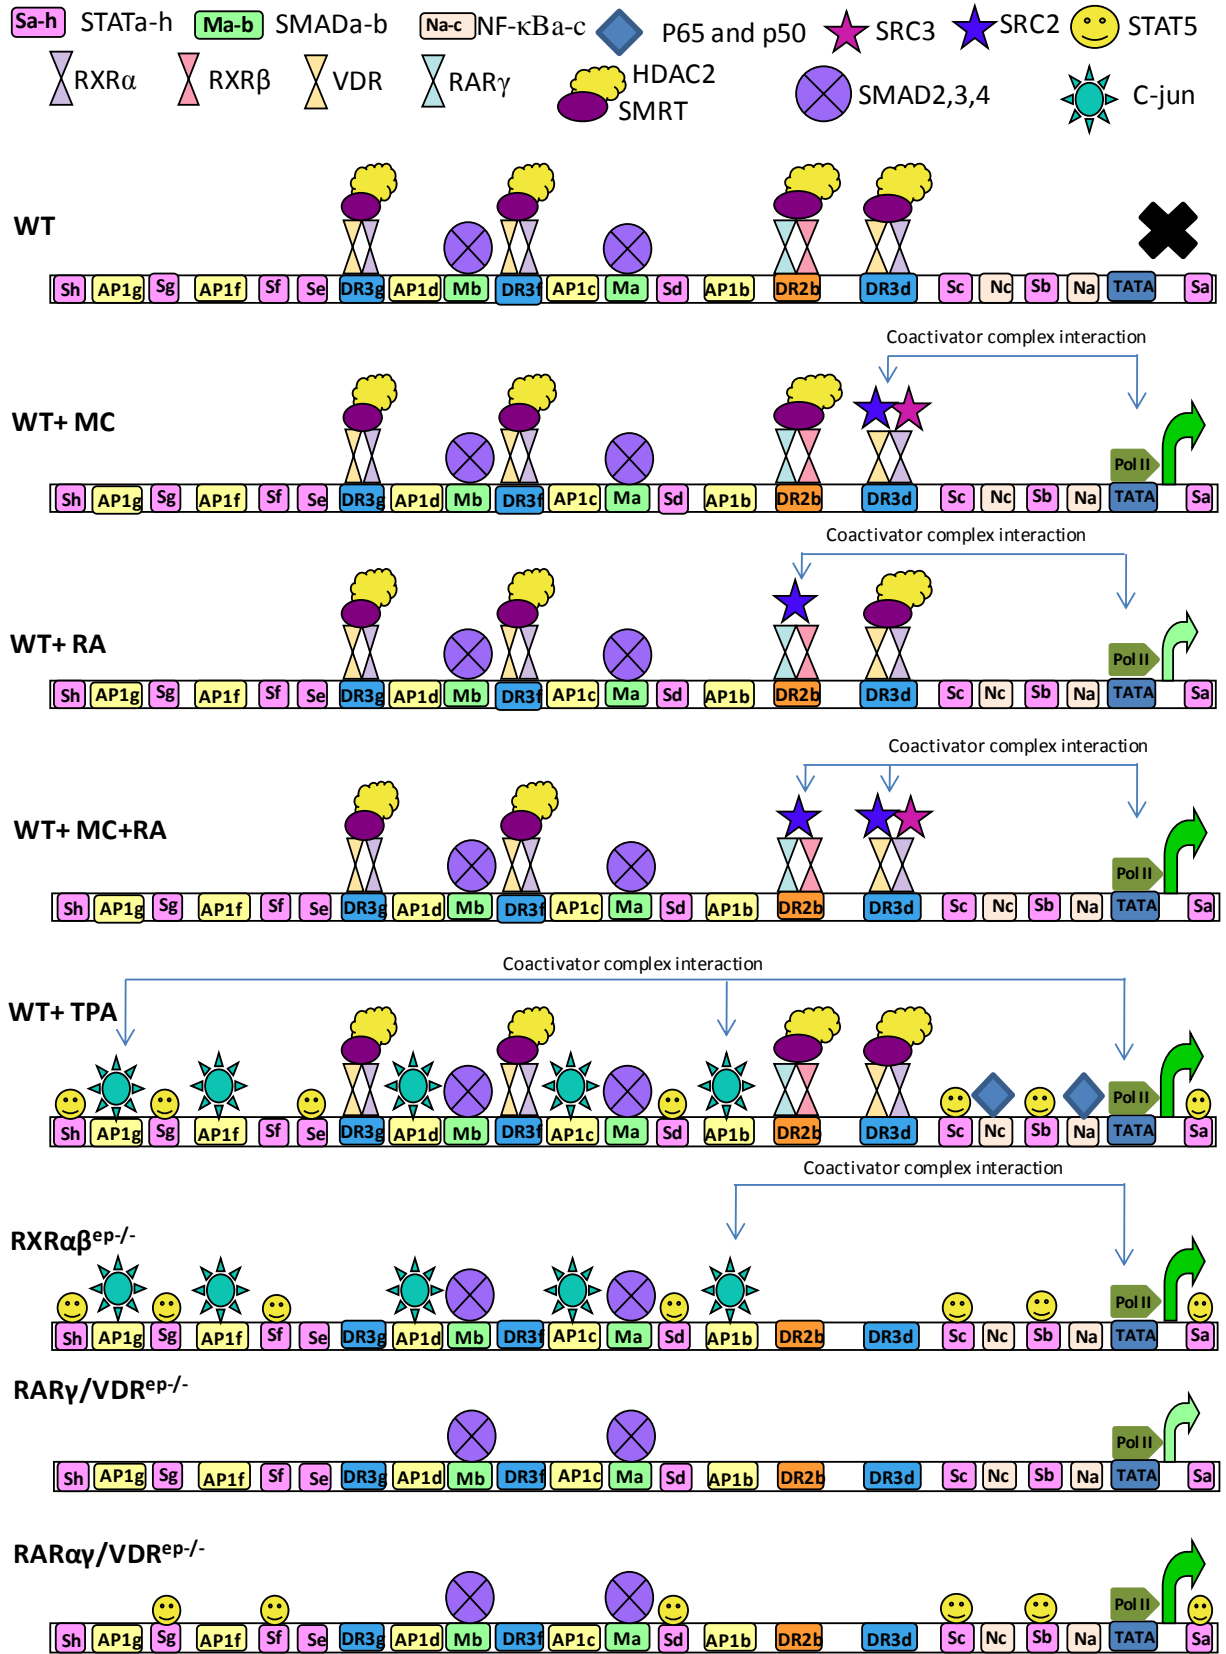 Sa-h STATa-h Ma-b SMADa-b Na-c NF-κBa-c P65 and p50 SRC3 SRC2 STAT5
RXRα RXRβ VDR RARγ HDAC2 SMRT SMAD2,3,4 C-jun
WT
Sh AP1g Sg AP1f Sf Se DR3g AP1d Mb DR3f AP1c Ma Sd AP1b DR2b DR3d Sc Nc Sb Na TATA Sa
Coactivator complex interaction
WT+ MC
Pol II
Sh AP1g Sg AP1f Sf Se DR3g AP1d Mb DR3f AP1c Ma Sd AP1b DR2b DR3d Sc Nc Sb Na TATA Sa
Coactivator complex interaction
WT+ RA
Pol II
Sh AP1g Sg AP1f Sf Se DR3g AP1d Mb DR3f AP1c Ma Sd AP1b DR2b DR3d Sc Nc Sb Na TATA Sa
Coactivator complex interaction
WT+ MC+RA
Pol II
Sh AP1g Sg AP1f Sf Se DR3g AP1d Mb DR3f AP1c Ma Sd AP1b DR2b DR3d Sc Nc Sb Na TATA Sa
Coactivator complex interaction
WT+ TPA
Pol II
Sh AP1g Sg AP1f Sf Se DR3g AP1d Mb DR3f AP1c Ma Sd AP1b DR2b DR3d Sc Nc Sb Na TATA Sa
Coactivator complex interaction
RXRαβep-/-
Pol II
Sh AP1g Sg AP1f Sf Se DR3g AP1d Mb DR3f AP1c Ma Sd AP1b DR2b DR3d Sc Nc Sb Na TATA Sa
RARγ/VDRep-/-
Pol II
Sh AP1g Sg AP1f Sf Se DR3g AP1d Mb DR3f AP1c Ma Sd AP1b DR2b DR3d Sc Nc Sb Na TATA Sa
RARαγ/VDRep-/-
Pol II
Sh AP1g Sg AP1f Sf Se DR3g AP1d Mb DR3f AP1c Ma Sd AP1b DR2b DR3d Sc Nc Sb Na TATA Sa